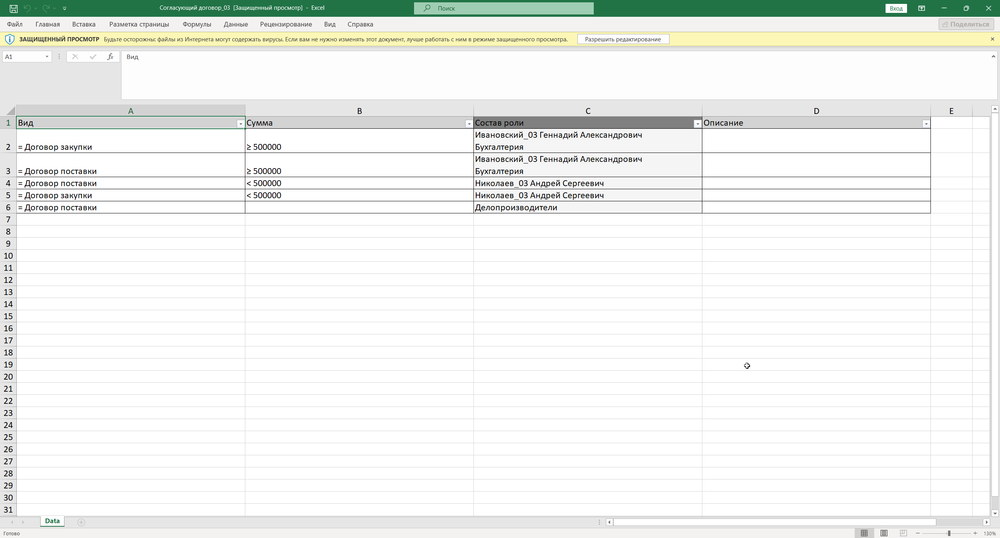 Согласующий договор_03 [Защищенный просмотр] - Excel
Поиск
Вход
Файл Главная Вставка Разметка страницы Формулы Данные Рецензирование Вид Справка
Поделиться
ЗАЩИЩЕННЫЙ ПРОСМОТР Будьте осторожны: файлы из Интернета могут содержать вирусы. Если вам не нужно изменять этот документ, лучше работать с ним в режиме защищенного просмотра. Разрешить редактирование
A1 fx Вид
A B C D E
1 Вид Сумма Состав роли Описание
Ивановский_03 Геннадий Александрович
2 = Договор закупки ≥ 500000 Бухгалтерия
Ивановский_03 Геннадий Александрович
3 = Договор поставки ≥ 500000 Бухгалтерия
4 = Договор поставки < 500000 Николаев_03 Андрей Сергеевич
5 = Договор закупки < 500000 Николаев_03 Андрей Сергеевич
6 = Договор поставки Делопроизводители
7
8
9
10
11
12
13
14
15
16
17
18
19
20
21
22
23
24
25
26
27
28
29
30
31
Data
Готово
130%